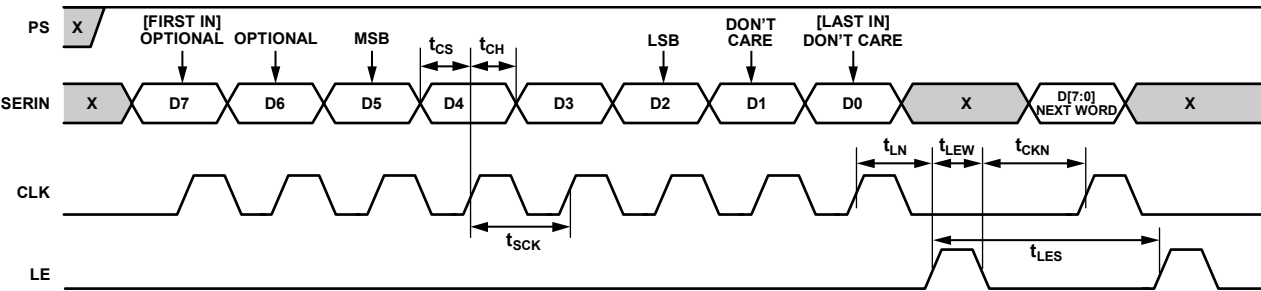 PS
X
[FIRST IN]
OPTIONAL
OPTIONAL
MSB
tCS
tCH
LSB
DON'T
CARE
[LAST IN]
DON'T CARE
SERIN
X
D7
D6
D5
D4
D3
D2
D1
D0
X
D[7:0]
NEXT WORD
X
tLN
tLEW
tCKN
CLK
tSCK
tLES
LE